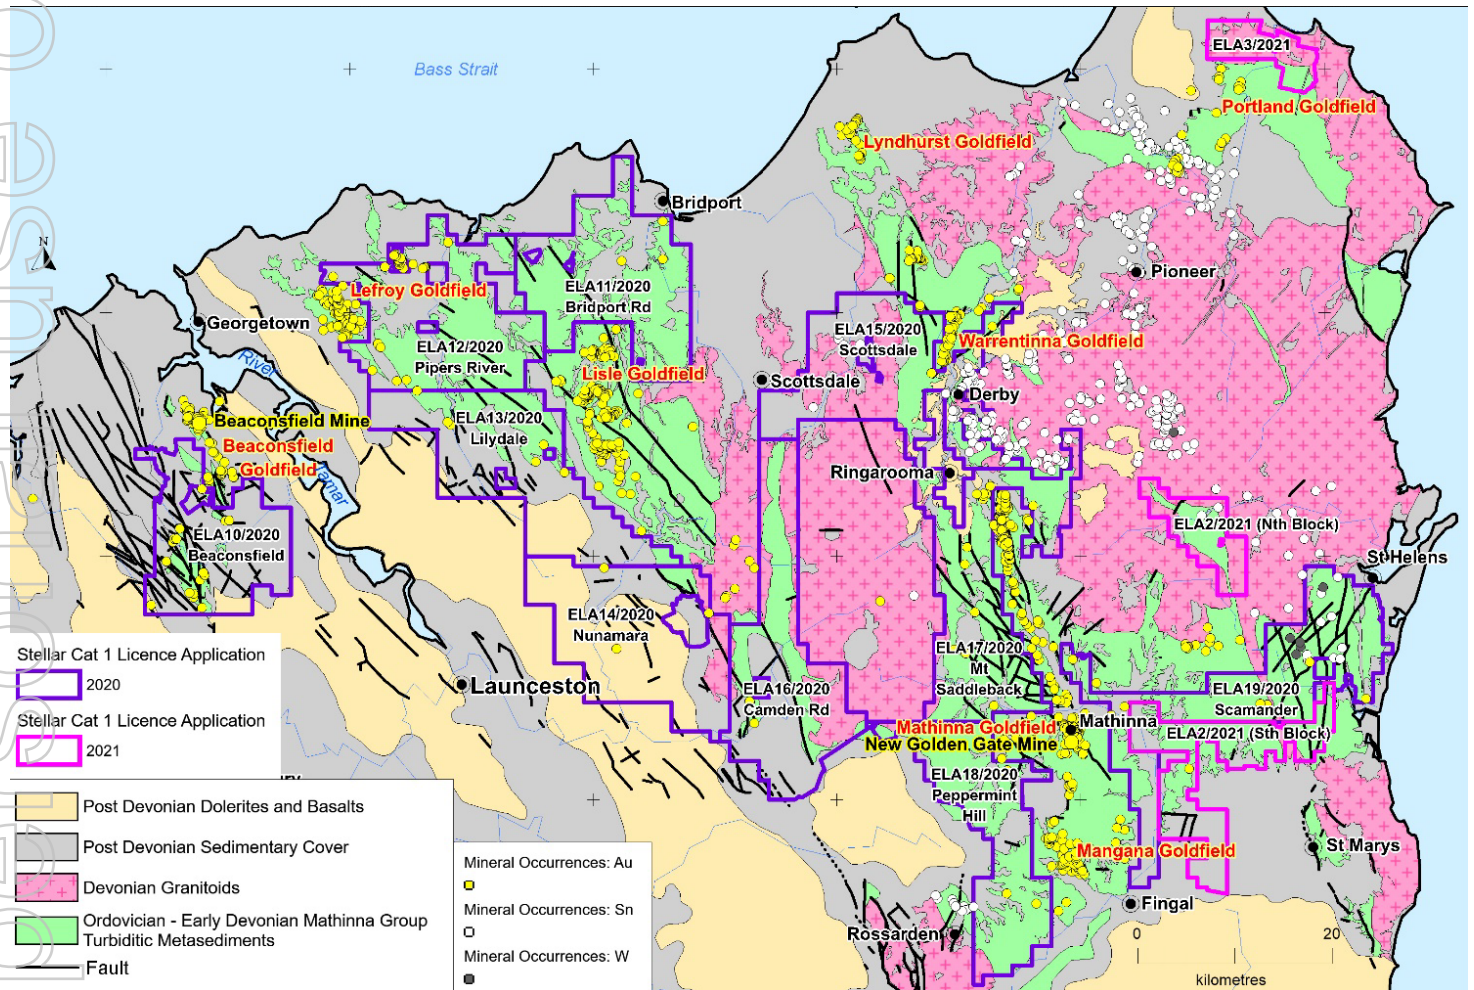 Bass Strait
ELA3/2021
Portland Goldfield
Lyndhurst Goldfield
Bridport
N
Pioneer
Lefroy Goldfield
ELA11/2020
Bridport Rd
Georgetown
River
ELA12/2020
Pipers River
ELA15/2020
Scottsdale
Warrentinna Goldfield
Lisle Goldfield
Scottsdale
Derby
Beaconsfield Mine
ELA13/2020
Lilydale
Beaconsfield
Goldfield
Ringarooma
Tamar
ELA10/2020
Beaconsfield
ELA2/2021 (Nth Block)
St Helens
ELA14/2020
Nunamara
ELA17/2020
Mt
Saddleback
Stellar Cat 1 Licence Application
2020
Launceston
ELA16/2020
Camden Rd
ELA19/2020
Scamander
Stellar Cat 1 Licence Application
2021
Mathinna Goldfield
Mathinna
New Golden Gate Mine
ELA2/2021 (Sth Block)
ELA18/2020
Peppermint
Hill
Post Devonian Dolerites and Basalts
Post Devonian Sedimentary Cover
Devonian Granitoids
Ordovician - Early Devonian Mathinna Group
Turbiditic Metasediments
Fault
Mineral Occurrences: Au
Mineral Occurrences: Sn
Mineral Occurrences: W
Mangana Goldfield
St Marys
Fingal
Rossarden
0 20
kilometres